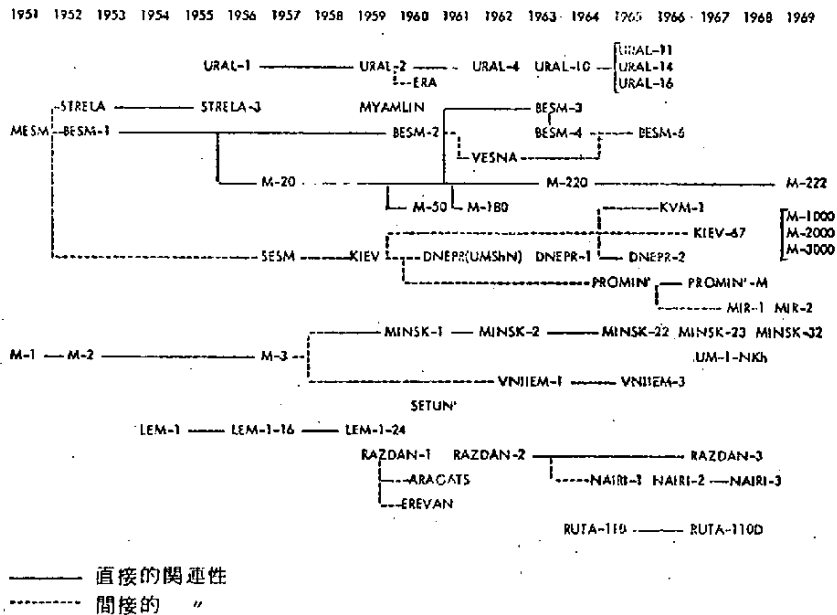 1951 1952 1953 1954 1955 1956 1957 1958 1959 1960 1961 1962 1963 1964 1965 1966 1967 1968 1969
URAL-11
URAL-1 URAL-2 URAL-4 URAL-10 URAL-14
ERA URAL-16
STRELA STRELA-3 MYAMLIN BESM-3
MESM BESM-1 BESM-2 BESM-4 BESM-6
VESNA
M-20 M-220 M-222
M-50 M-180
KVM-1 M-1000
KIEV-67 M-2000
SESM KIEV DNEPR(UMShN) DNEPR-1 DNEPR-2 M-3000
PROMIN' PROMIN'-M
MIR-1 MIR-2
MINSK-1 MINSK-2 MINSK-22 MINSK-23 MINSK-32
M-1 M-2 M-3 UM-1-NKh
VNIIEM-1 VNIIEM-3
SETUN'
LEM-1 LEM-1-16 LEM-1-24
RAZDAN-1 RAZDAN-2 RAZDAN-3
ARAGATS NAIRI-1 NAIRI-2 NAIRI-3
EREVAN
RUTA-110 RUTA-110D
直接的関連性
間接的 〃